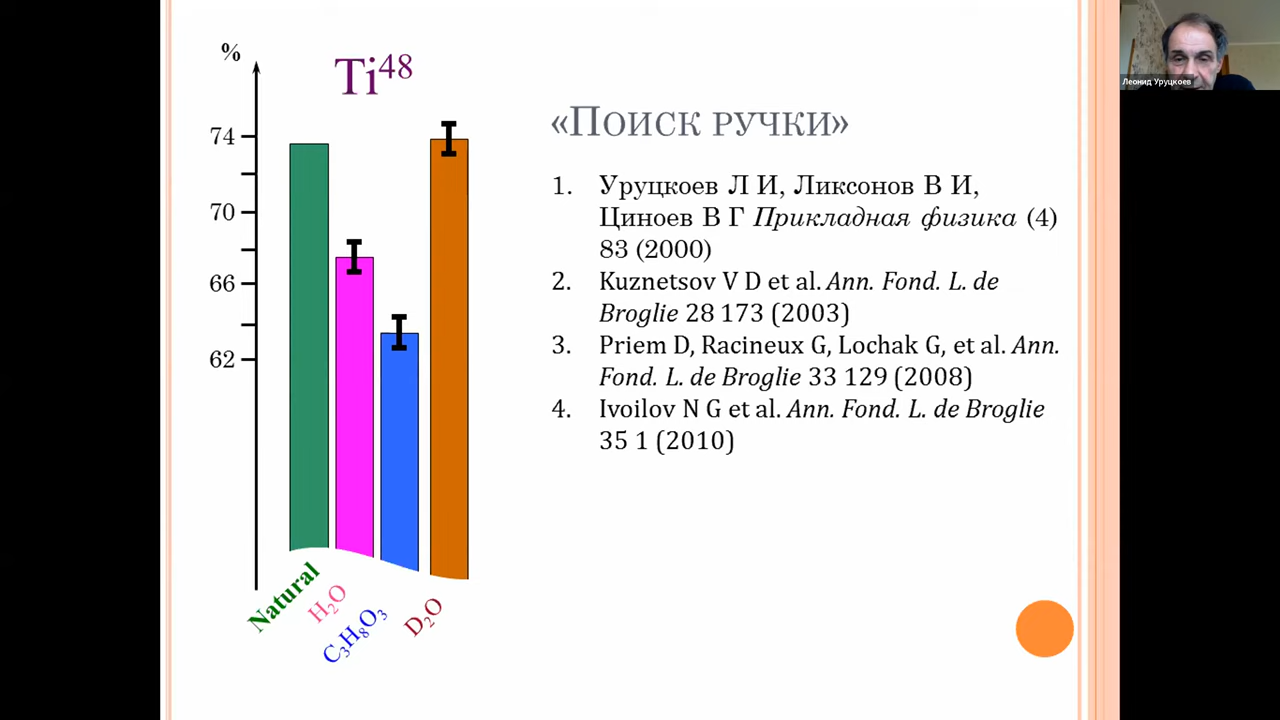 %
Ti⁴⁸
74
70
66
62
Natural
H₂O
C₃H₈O₃
D₂O
«Поиск ручки»
1. Уруцкоев Л И, Ликсонов В И,
Циноев В Г Прикладная физика (4)
83 (2000)
2. Kuznetsov V D et al. Ann. Fond. L. de
Broglie 28 173 (2003)
3. Priem D, Racineux G, Lochak G, et al. Ann.
Fond. L. de Broglie 33 129 (2008)
4. Ivoilov N G et al. Ann. Fond. L. de Broglie
35 1 (2010)
Леонид Уруцкоев